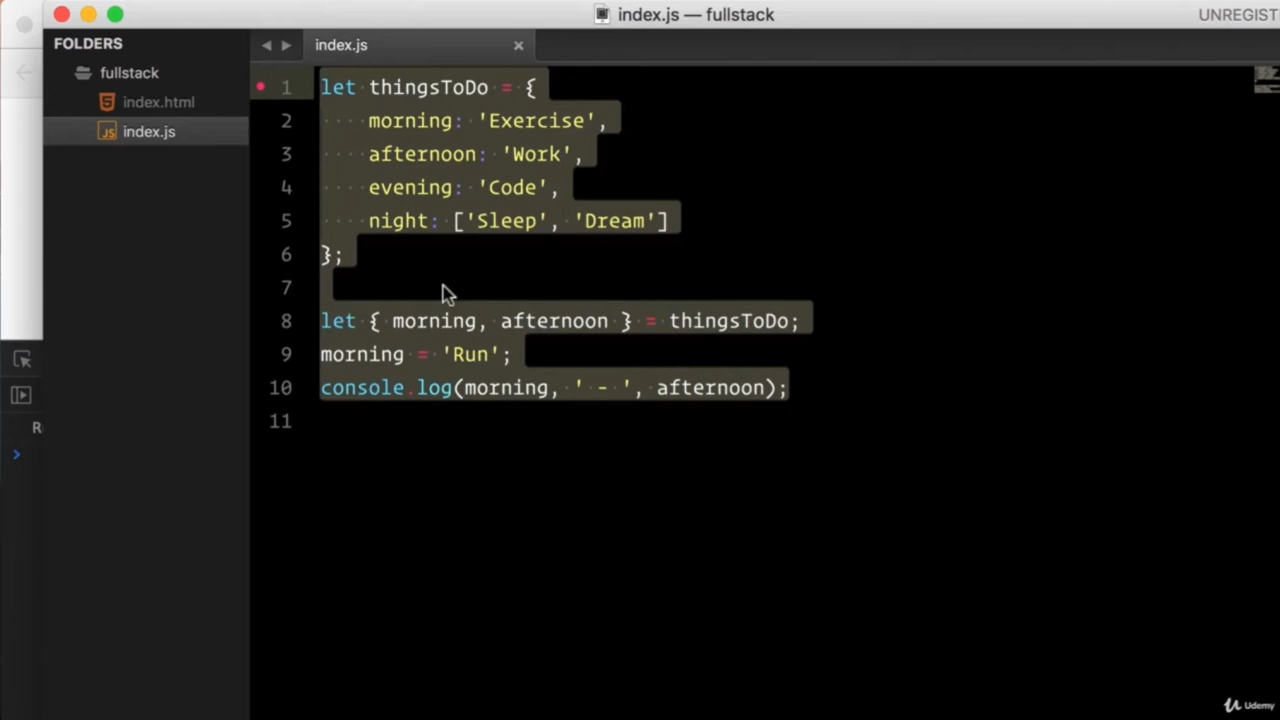 index.js — fullstack
UNREGIST
FOLDERS
fullstack
index.html
index.js
index.js
1 let thingsToDo = {
2 morning: 'Exercise',
3 afternoon: 'Work',
4 evening: 'Code',
5 night: ['Sleep', 'Dream']
6 };
7
8 let { morning, afternoon } = thingsToDo;
9 morning = 'Run';
10 console.log(morning, ' - ', afternoon);
11
R
Udemy